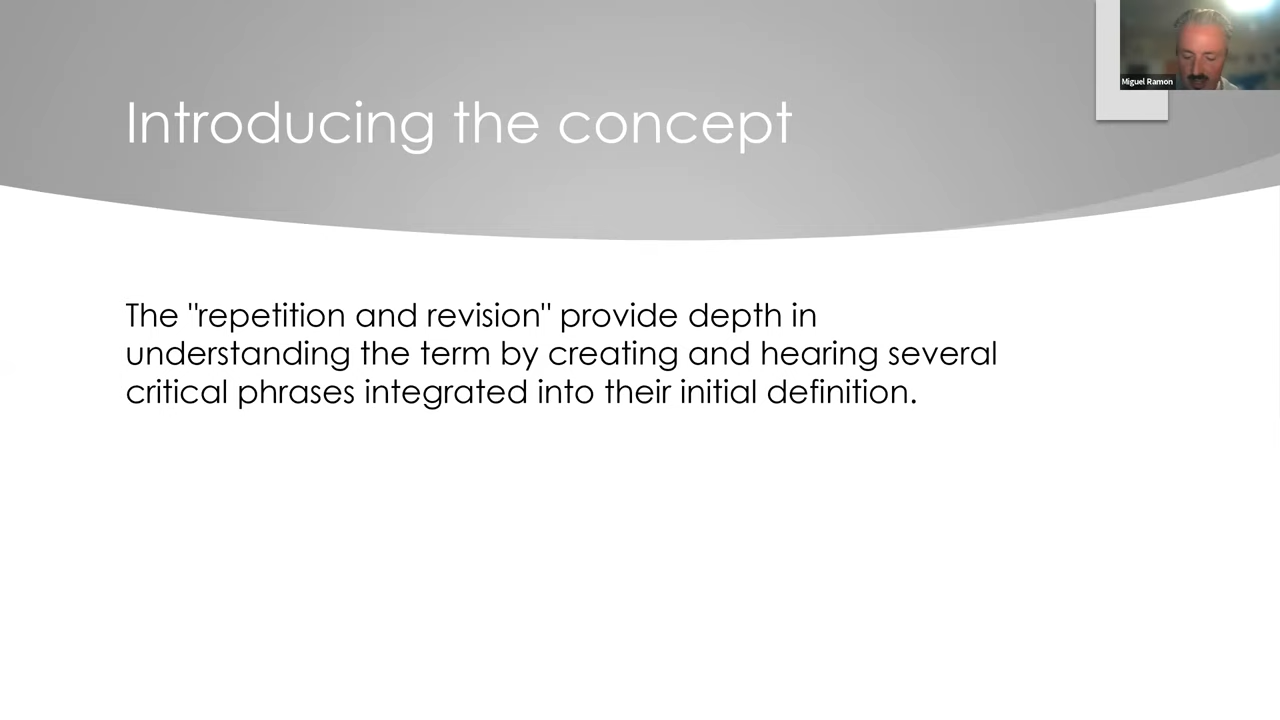 Miguel Ramon
Introducing the concept
The "repetition and revision" provide depth in
understanding the term by creating and hearing several
critical phrases integrated into their initial definition.